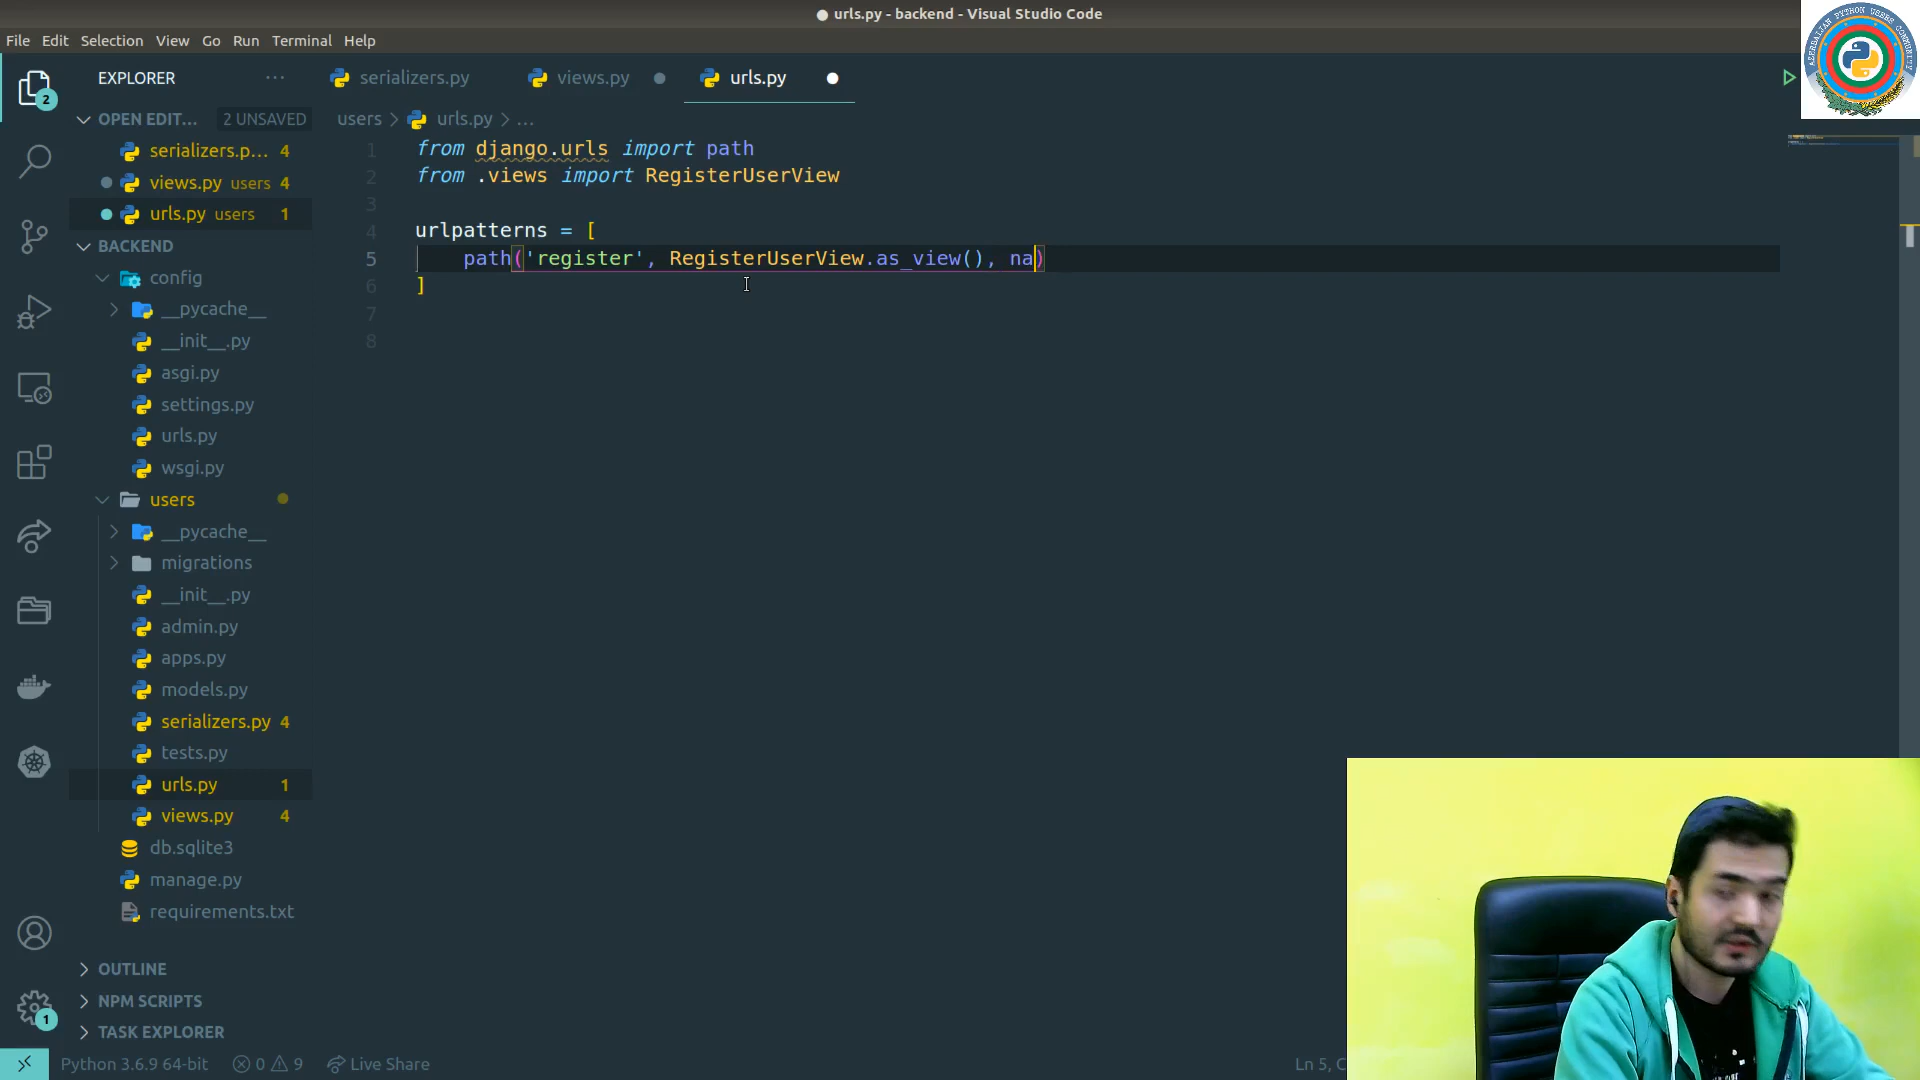 urls.py - backend - Visual Studio Code
File Edit Selection View Go Run Terminal Help
AZERBAIJAN PYTHON USERS COMMUNITY
EXPLORER
serializers.py
views.py
urls.py
OPEN EDIT... 2 UNSAVED
serializers.p... 4
views.py users 4
urls.py users 1
users > urls.py > ...
1 from django.urls import path
2 from .views import RegisterUserView
3
4 urlpatterns = [
5 path('register', RegisterUserView.as_view(), na)
6 ]
7
8
BACKEND
config
__pycache__
__init__.py
asgi.py
settings.py
urls.py
wsgi.py
users
__pycache__
migrations
__init__.py
admin.py
apps.py
models.py
serializers.py 4
tests.py
urls.py 1
views.py 4
db.sqlite3
manage.py
requirements.txt
OUTLINE
NPM SCRIPTS
TASK EXPLORER
2
1
Python 3.6.9 64-bit 0 9 Live Share
Ln 5, C